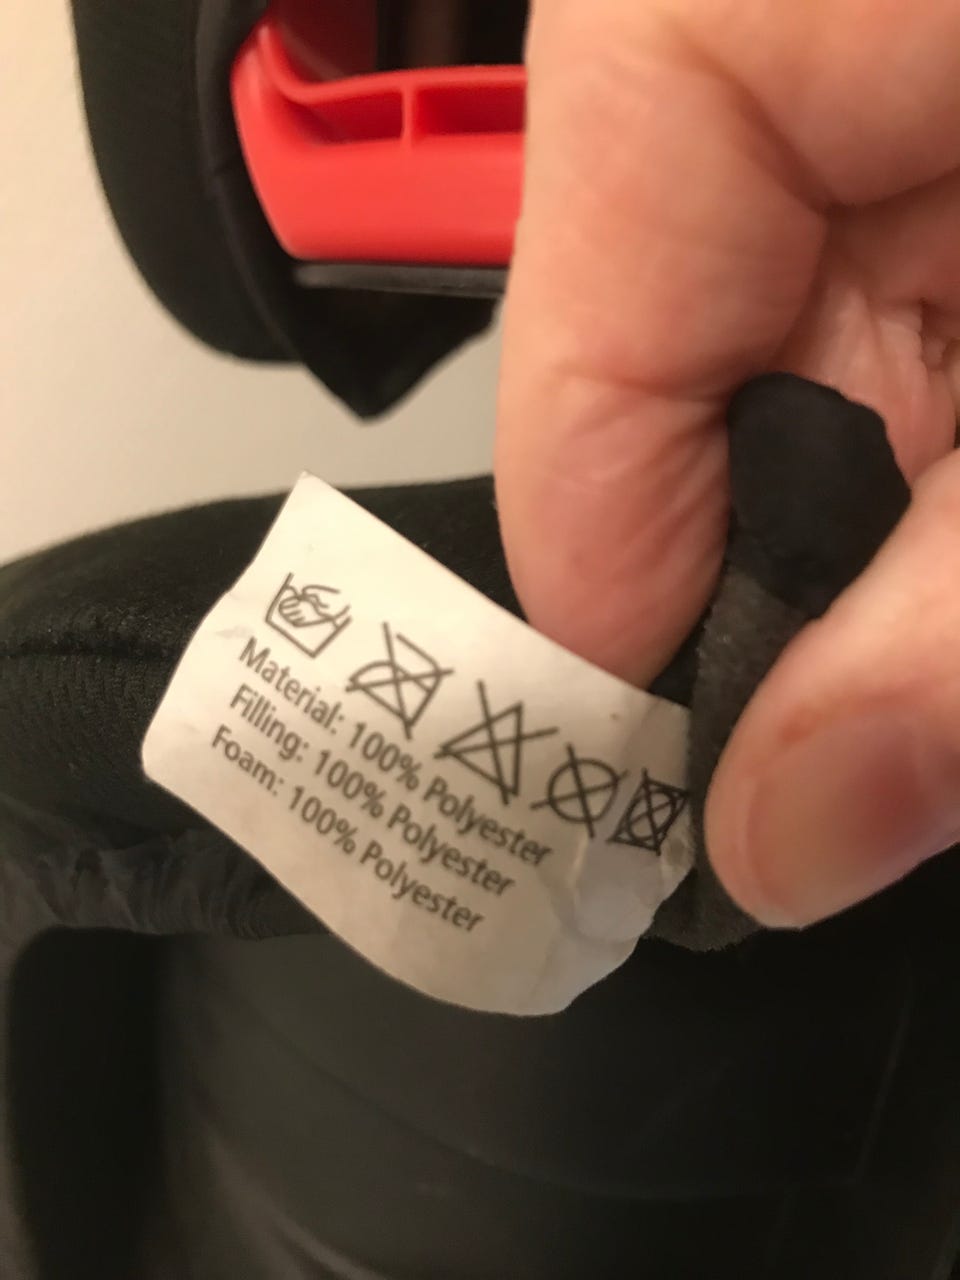 Material: 100% Polyester
Filling: 100% Polyester
Foam: 100% Polyester